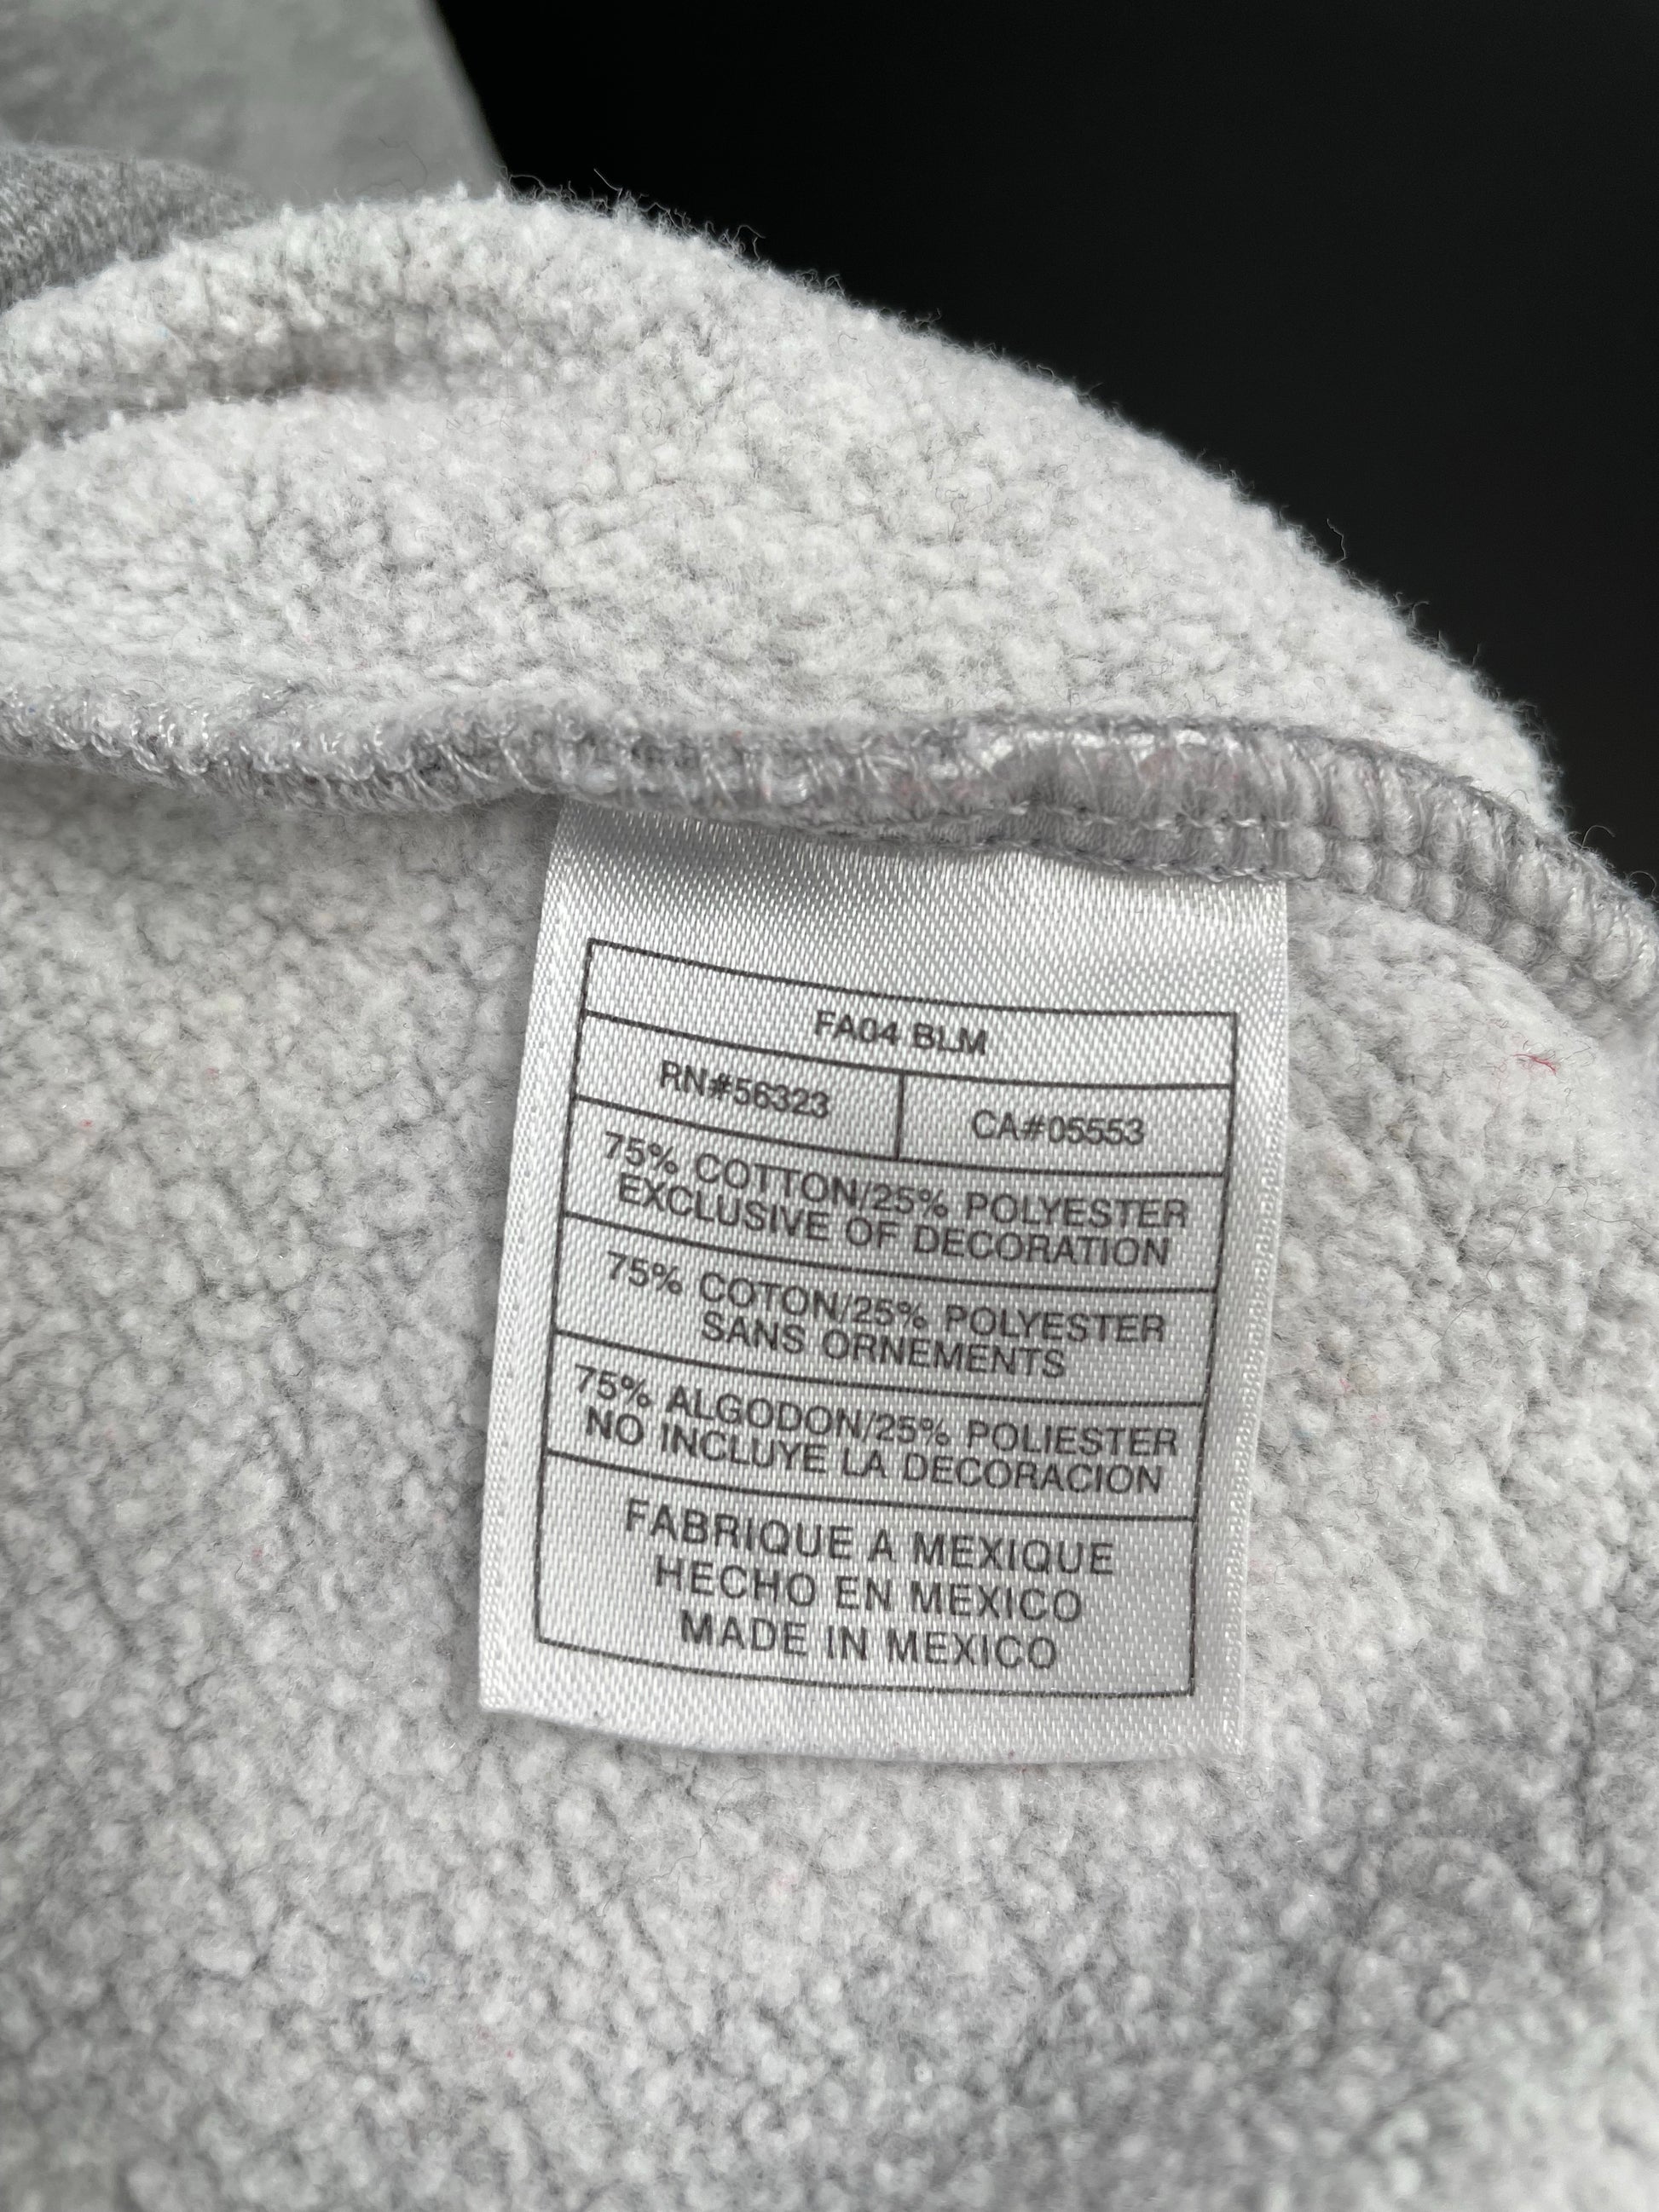 FA04 BLM
RN#56323 CA#05553
75% COTTON/25% POLYESTER
EXCLUSIVE OF DECORATION
75% COTON/25% POLYESTER
SANS ORNEMENTS
75% ALGODON/25% POLIESTER
NO INCLUYE LA DECORACION
FABRIQUE A MEXIQUE
HECHO EN MEXICO
MADE IN MEXICO